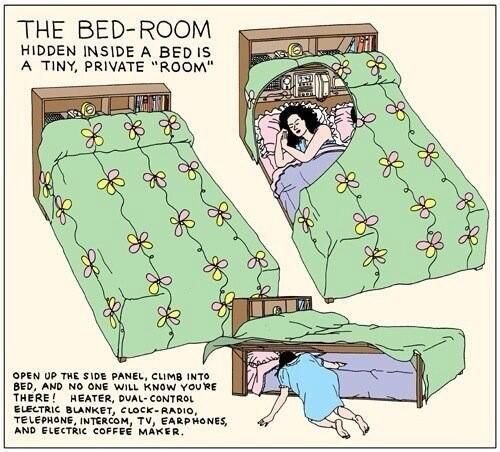 THE BED-ROOM
HIDDEN INSIDE A BED IS
A TINY, PRIVATE "ROOM"
OPEN UP THE SIDE PANEL, CLIMB INTO
BED, AND NO ONE WILL KNOW YOU'RE
THERE! HEATER, DUAL-CONTROL
ELECTRIC BLANKET, CLOCK-RADIO,
TELEPHONE, INTERCOM, TV, EARPHONES,
AND ELECTRIC COFFEE MAKER.